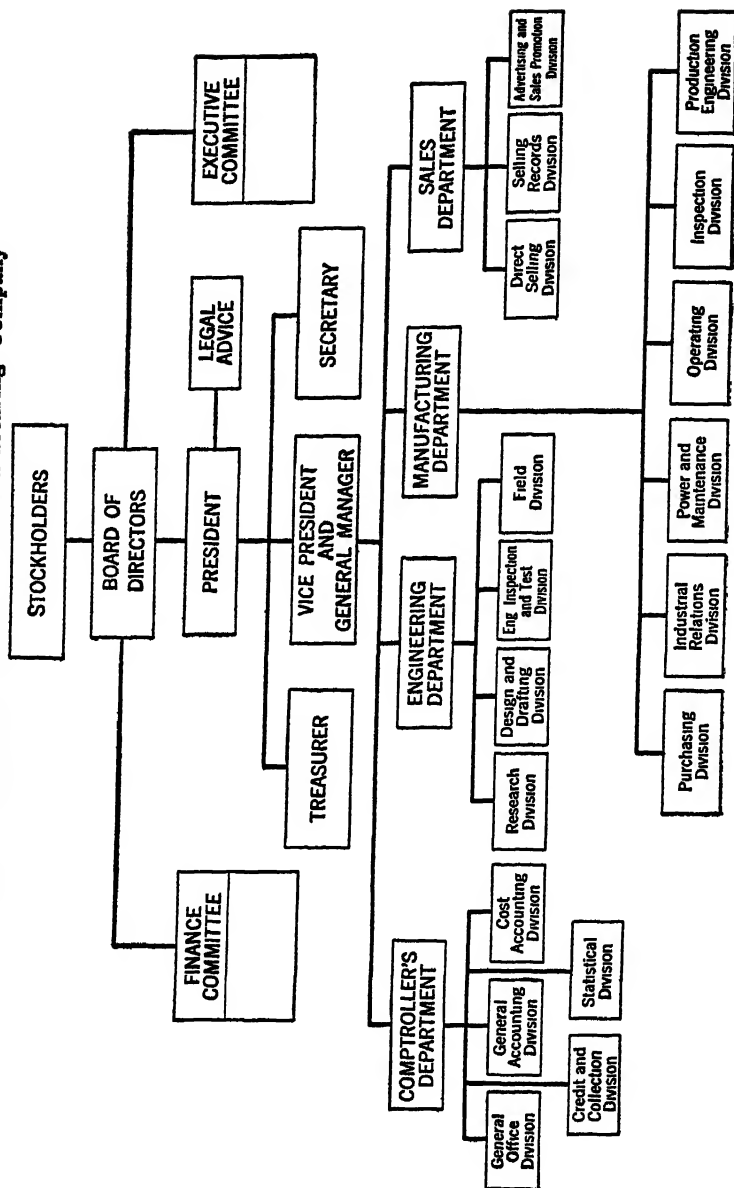 Company
STOCKHOLDERS
BOARD OF
DIRECTORS
FINANCE
COMMITTEE
EXECUTIVE
COMMITTEE
PRESIDENT
LEGAL
ADVICE
TREASURER
VICE PRESIDENT
AND
GENERAL MANAGER
SECRETARY
COMPTROLLER'S
DEPARTMENT
ENGINEERING
DEPARTMENT
MANUFACTURING
DEPARTMENT
SALES
DEPARTMENT
General
Office
Division
General
Accounting
Division
Cost
Accounting
Division
Credit and
Collection
Division
Statistical
Division
Research
Division
Design and
Drafting
Division
Eng Inspection
and Test
Division
Field
Division
Direct
Selling
Division
Selling
Records
Division
Advertising and
Sales Promotion
Division
Purchasing
Division
Industrial
Relations
Division
Power and
Maintenance
Division
Operating
Division
Inspection
Division
Production
Engineering
Division